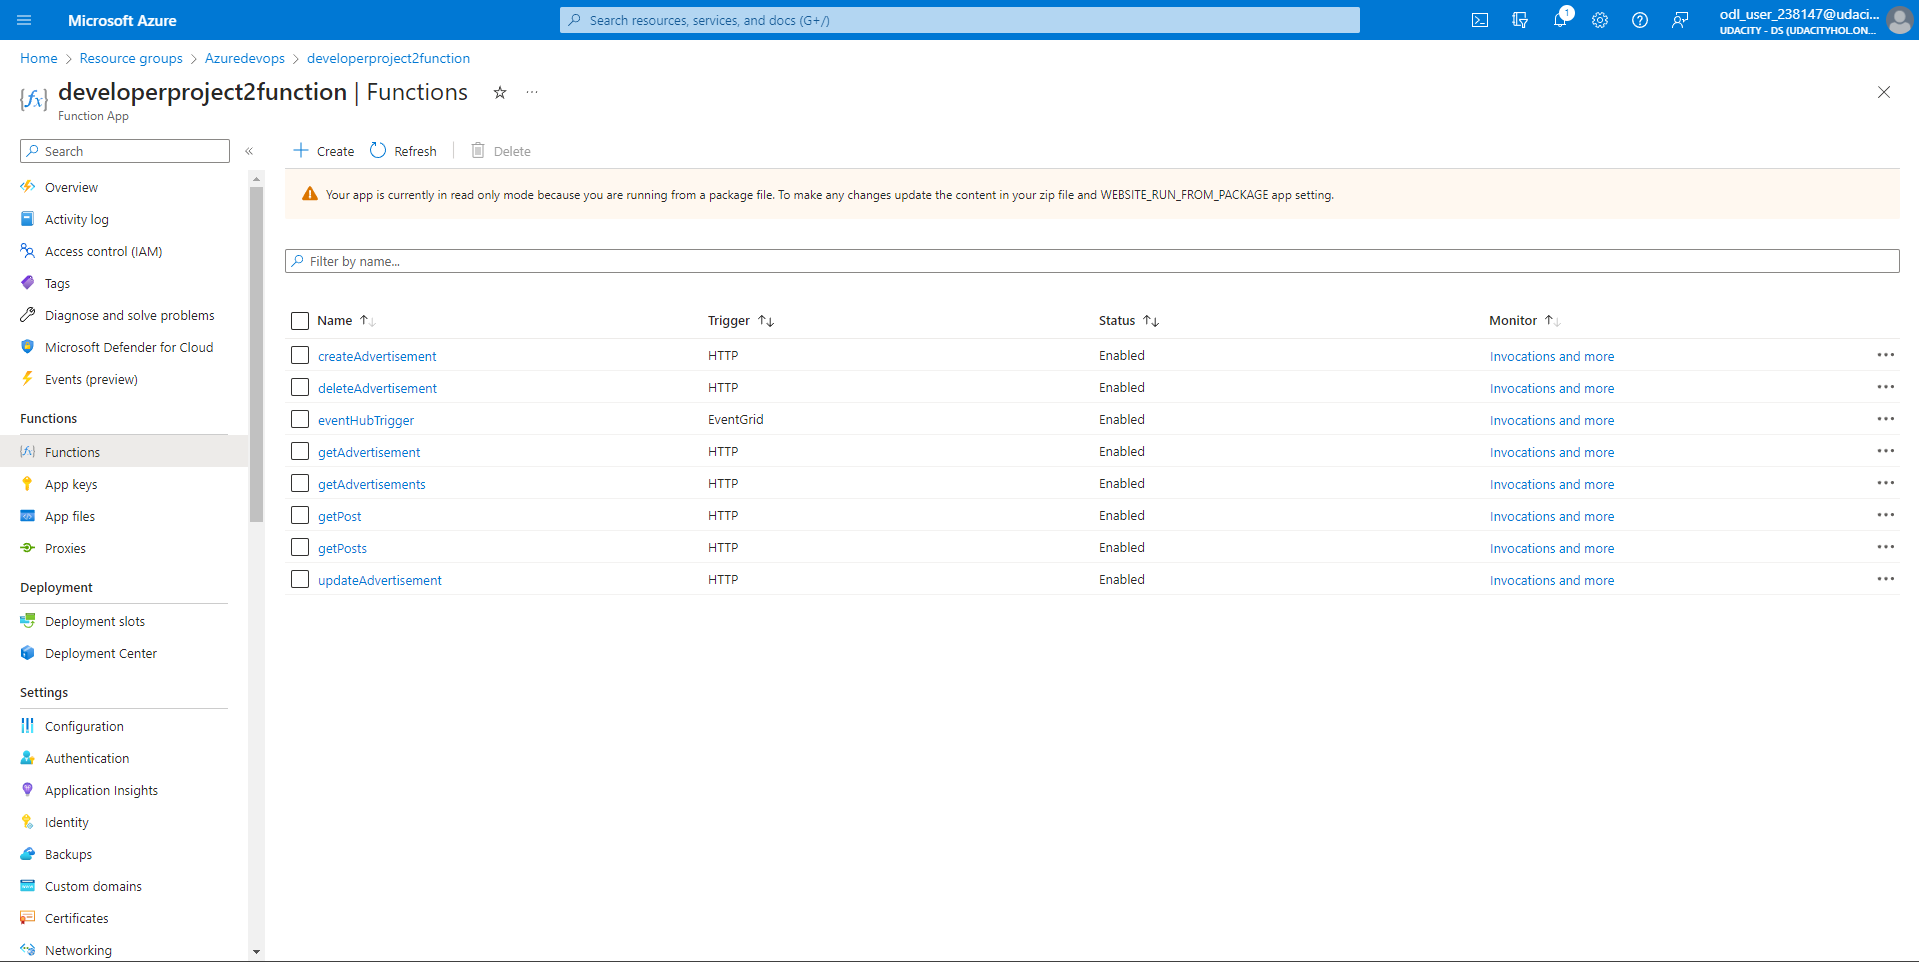 Microsoft Azure
Search resources, services, and docs (G+/)
1
odl_user_238147@udaci...
UDACITY - DS (UDACITYHOL.ON...
Home > Resource groups > Azuredevops > developerproject2function
{fx}
developerproject2function | Functions
Function App
Search
Create
Refresh
Delete
Your app is currently in read only mode because you are running from a package file. To make any changes update the content in your zip file and WEBSITE_RUN_FROM_PACKAGE app setting.
Overview
Activity log
Access control (IAM)
Tags
Diagnose and solve problems
Microsoft Defender for Cloud
Events (preview)
Functions
Functions
App keys
App files
Proxies
Deployment
Deployment slots
Deployment Center
Settings
Configuration
Authentication
Application Insights
Identity
Backups
Custom domains
Certificates
Networking
Filter by name...
Name Trigger Status Monitor
createAdvertisement HTTP Enabled Invocations and more
deleteAdvertisement HTTP Enabled Invocations and more
eventHubTrigger EventGrid Enabled Invocations and more
getAdvertisement HTTP Enabled Invocations and more
getAdvertisements HTTP Enabled Invocations and more
getPost HTTP Enabled Invocations and more
getPosts HTTP Enabled Invocations and more
updateAdvertisement HTTP Enabled Invocations and more